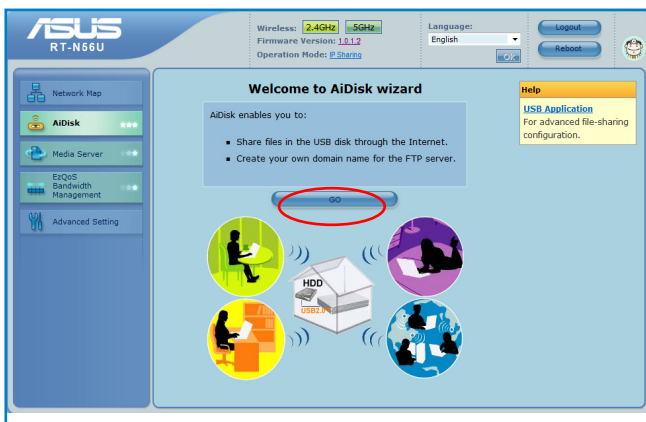 ASUS
RT-N56U
Wireless: 2.4GHz 5GHz
Firmware Version: 1.0.1.2
Operation Mode: IP Sharing
Language:
English
OK
Logout
Reboot
Network Map
AiDisk
Media Server
EzQoS
Bandwidth
Management
Advanced Setting
Welcome to AiDisk wizard
AiDisk enables you to:
Share files in the USB disk through the Internet.
Create your own domain name for the FTP server.
GO
HDD
USB2.0
Help
USB Application
For advanced file-sharing
configuration.